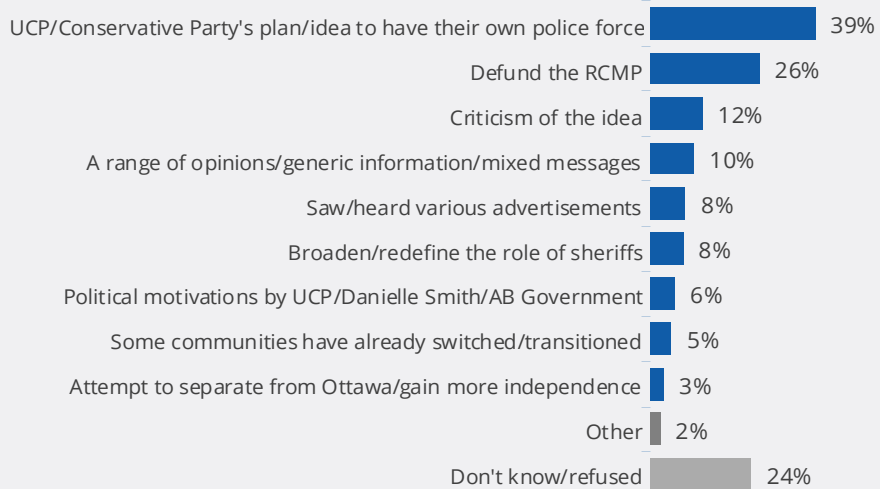 UCP/Conservative Party's plan/idea to have their own police force 39%
Defund the RCMP 26%
Criticism of the idea 12%
A range of opinions/generic information/mixed messages 10%
Saw/heard various advertisements 8%
Broaden/redefine the role of sheriffs 8%
Political motivations by UCP/Danielle Smith/AB Government 6%
Some communities have already switched/transitioned 5%
Attempt to separate from Ottawa/gain more independence 3%
Other 2%
Don't know/refused 24%